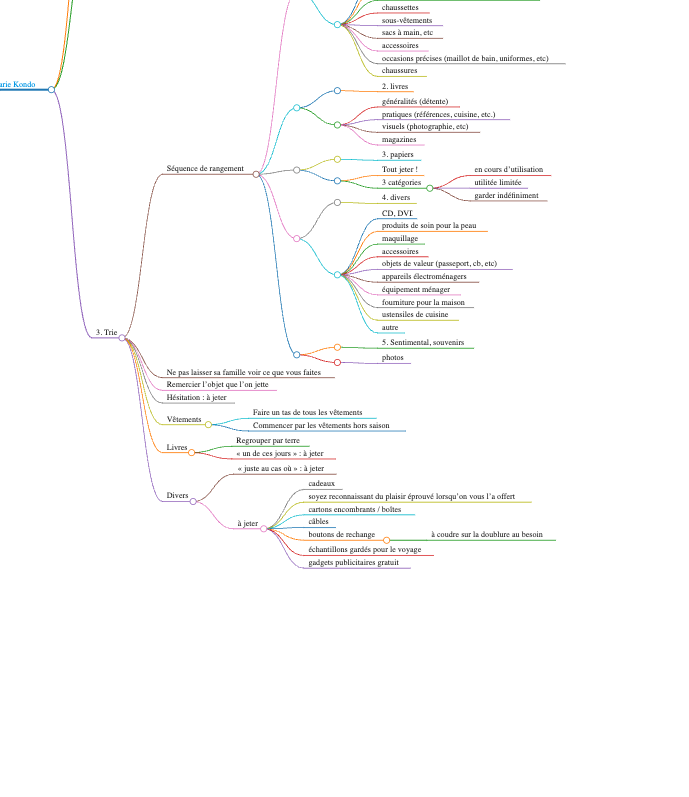 chaussettes
sous-vêtements
sacs à main, etc
accessoires
occasions précises (maillot de bain, uniformes, etc)
chaussures
arie Kondo
2. livres
généralités (détente)
pratiques (références, cuisine, etc.)
visuels (photographie, etc)
magazines
3. papiers
Séquence de rangement
Tout jeter !
en cours d’utilisation
3 catégories
utilitée limitée
garder indéfiniment
4. divers
CD, DVD
produits de soin pour la peau
maquillage
accessoires
objets de valeur (passeport, cb, etc)
appareils électroménagers
équipement ménager
fourniture pour la maison
ustensiles de cuisine
autre
3. Trie
5. Sentimental, souvenirs
photos
Ne pas laisser sa famille voir ce que vous faites
Remercier l’objet que l’on jette
Hésitation : à jeter
Vêtements
Faire un tas de tous les vêtements
Commencer par les vêtements hors saison
Livres
Regrouper par terre
« un de ces jours » : à jeter
Divers
« juste au cas où » : à jeter
cadeaux
soyez reconnaissant du plaisir éprouvé lorsqu’on vous l’a offert
cartons encombrants / boîtes
à jeter
câbles
boutons de rechange
à coudre sur la doublure au besoin
échantillons gardés pour le voyage
gadgets publicitaires gratuit